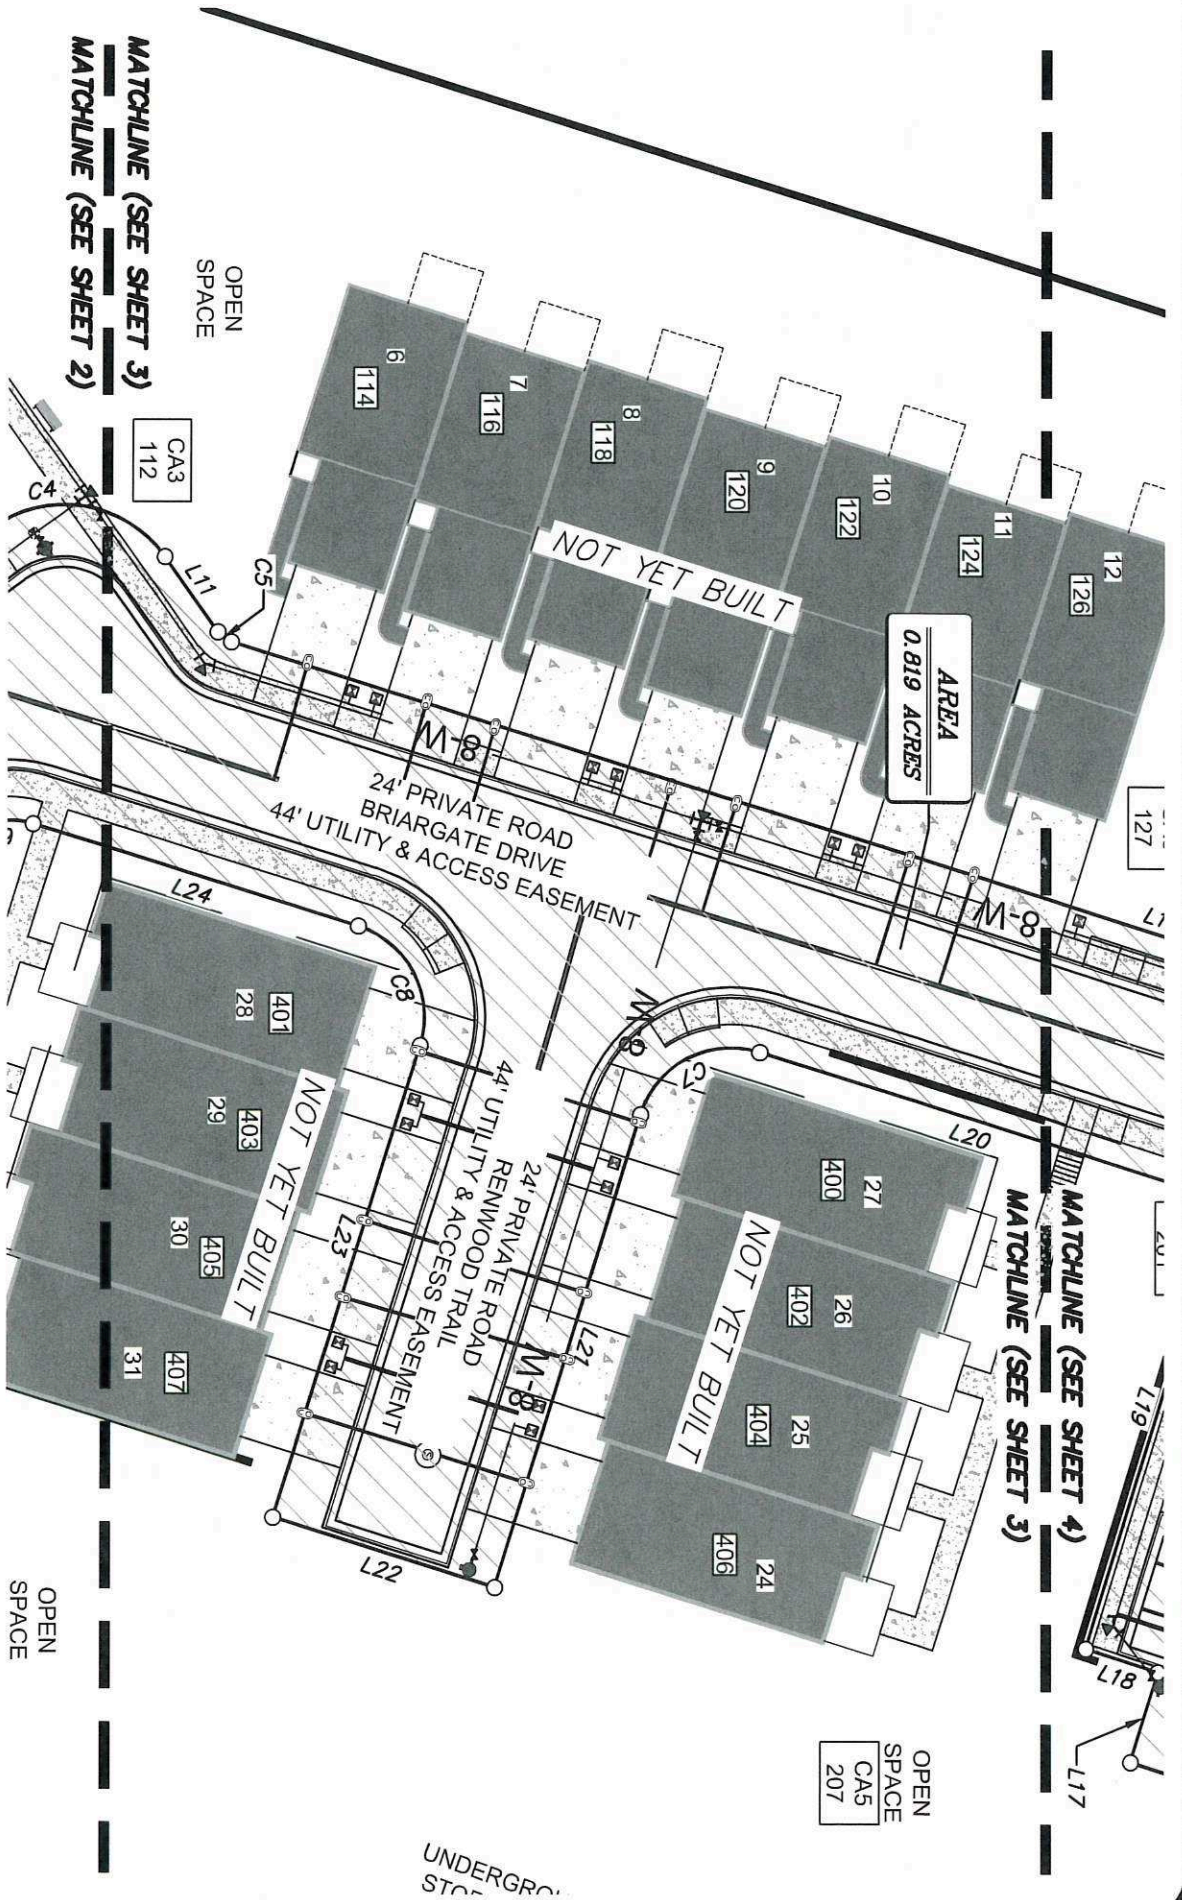 MATCHLINE (SEE SHEET 3)
MATCHLINE (SEE SHEET 2)
OPEN
SPACE
CA3
112
C4
L11
C5
6
114
7
116
8
118
9
120
10
122
11
124
12
126
NOT YET BUILT
AREA
0.819 ACRES
127
W-8
W-8
24' PRIVATE ROAD
BRIARGATE DRIVE
44' UTILITY & ACCESS EASEMENT
L24
C8
28
401
29
403
30
405
31
407
NOT YET BUILT
W-8
C7
L20
44' UTILITY & ACCESS EASEMENT
RENWOOD TRAIL
24' PRIVATE ROAD
L23
L21
W-8
S
L22
27
400
26
402
25
404
24
406
NOT YET BUILT
MATCHLINE (SEE SHEET 4)
MATCHLINE (SEE SHEET 3)
L19
L18
L17
OPEN
SPACE
CA5
207
OPEN
SPACE